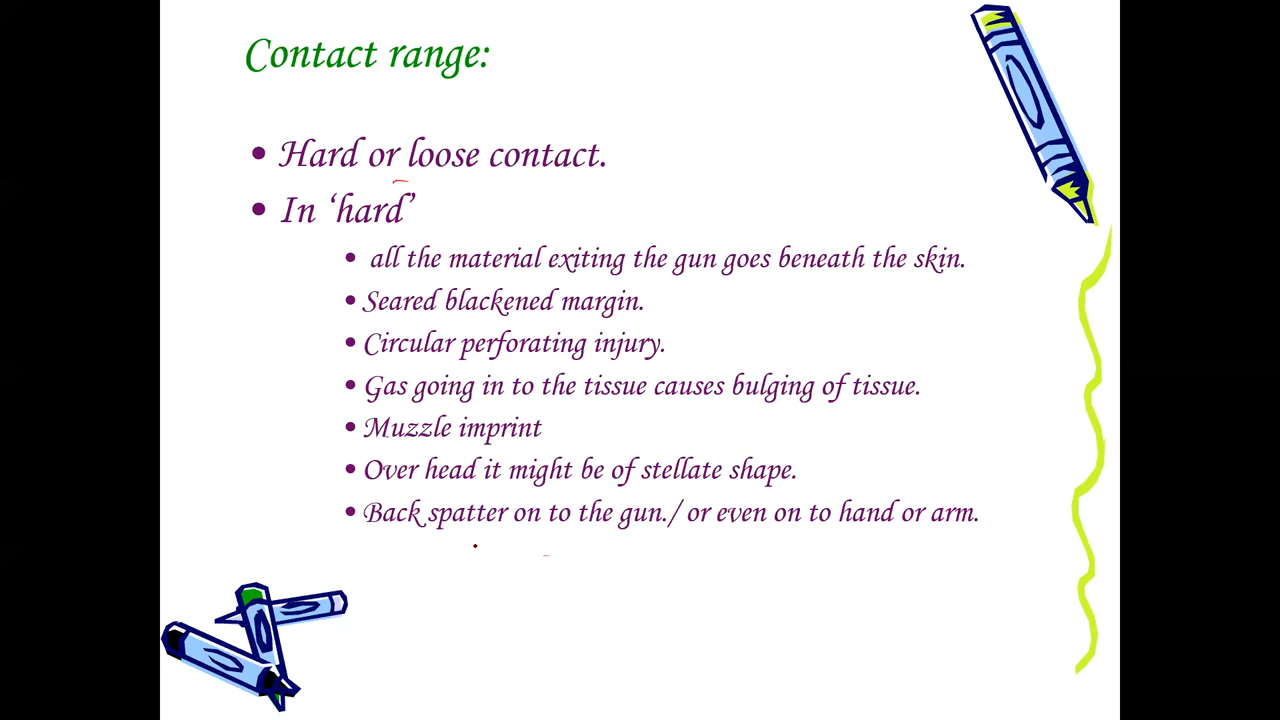 Contact range:
• Hard or loose contact.
• In ‘hard’
• all the material exiting the gun goes beneath the skin.
• Seared blackened margin.
• Circular perforating injury.
• Gas going in to the tissue causes bulging of tissue.
• Muzzle imprint
• Over head it might be of stellate shape.
• Back spatter on to the gun./ or even on to hand or arm.